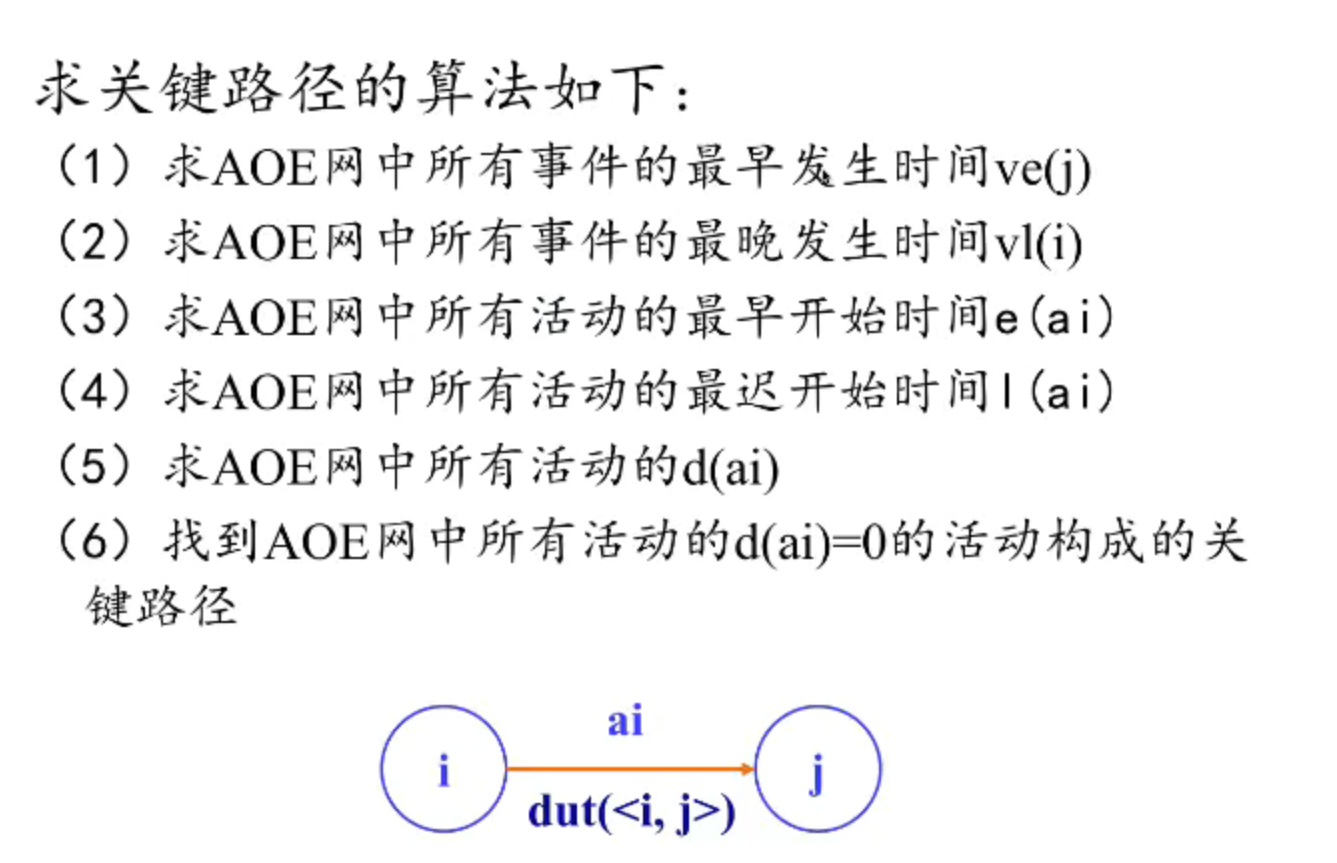 求关键路径的算法如下：
（1）求AOE网中所有事件的最早发生时间ve(j)
（2）求AOE网中所有事件的最晚发生时间vl(i)
（3）求AOE网中所有活动的最早开始时间e(ai)
（4）求AOE网中所有活动的最迟开始时间l(ai)
（5）求AOE网中所有活动的d(ai)
（6）找到AOE网中所有活动的d(ai)=0的活动构成的关
键路径
ai
i
j
dut(<i, j>)